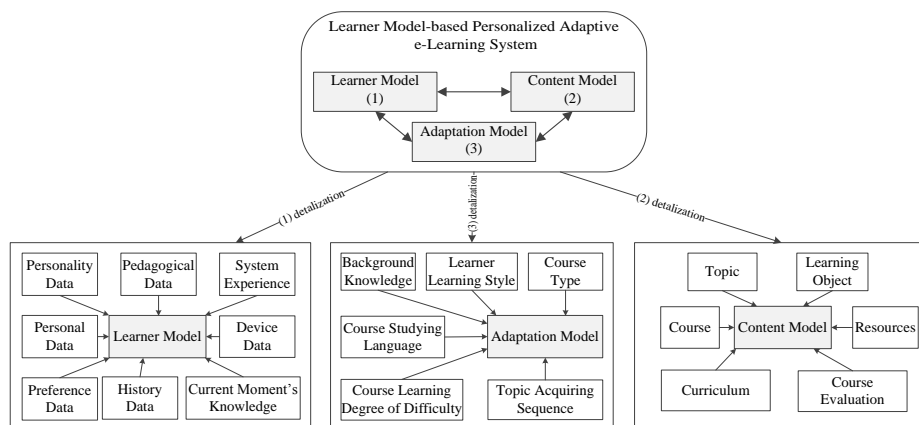 Learner Model-based Personalized Adaptive
e-Learning System
Learner Model
(1)
Content Model
(2)
Adaptation Model
(3)
(1) detalization
(3) detalization
(2) detalization
Personality
Data
Pedagogical
Data
System
Experience
Personal
Data
Learner Model
Device
Data
Preference
Data
History
Data
Current Moment's
Knowledge
Background
Knowledge
Learner
Learning Style
Course
Type
Course Studying
Language
Adaptation Model
Course Learning
Degree of Difficulty
Topic Acquiring
Sequence
Topic
Learning
Object
Course
Content Model
Resources
Curriculum
Course
Evaluation